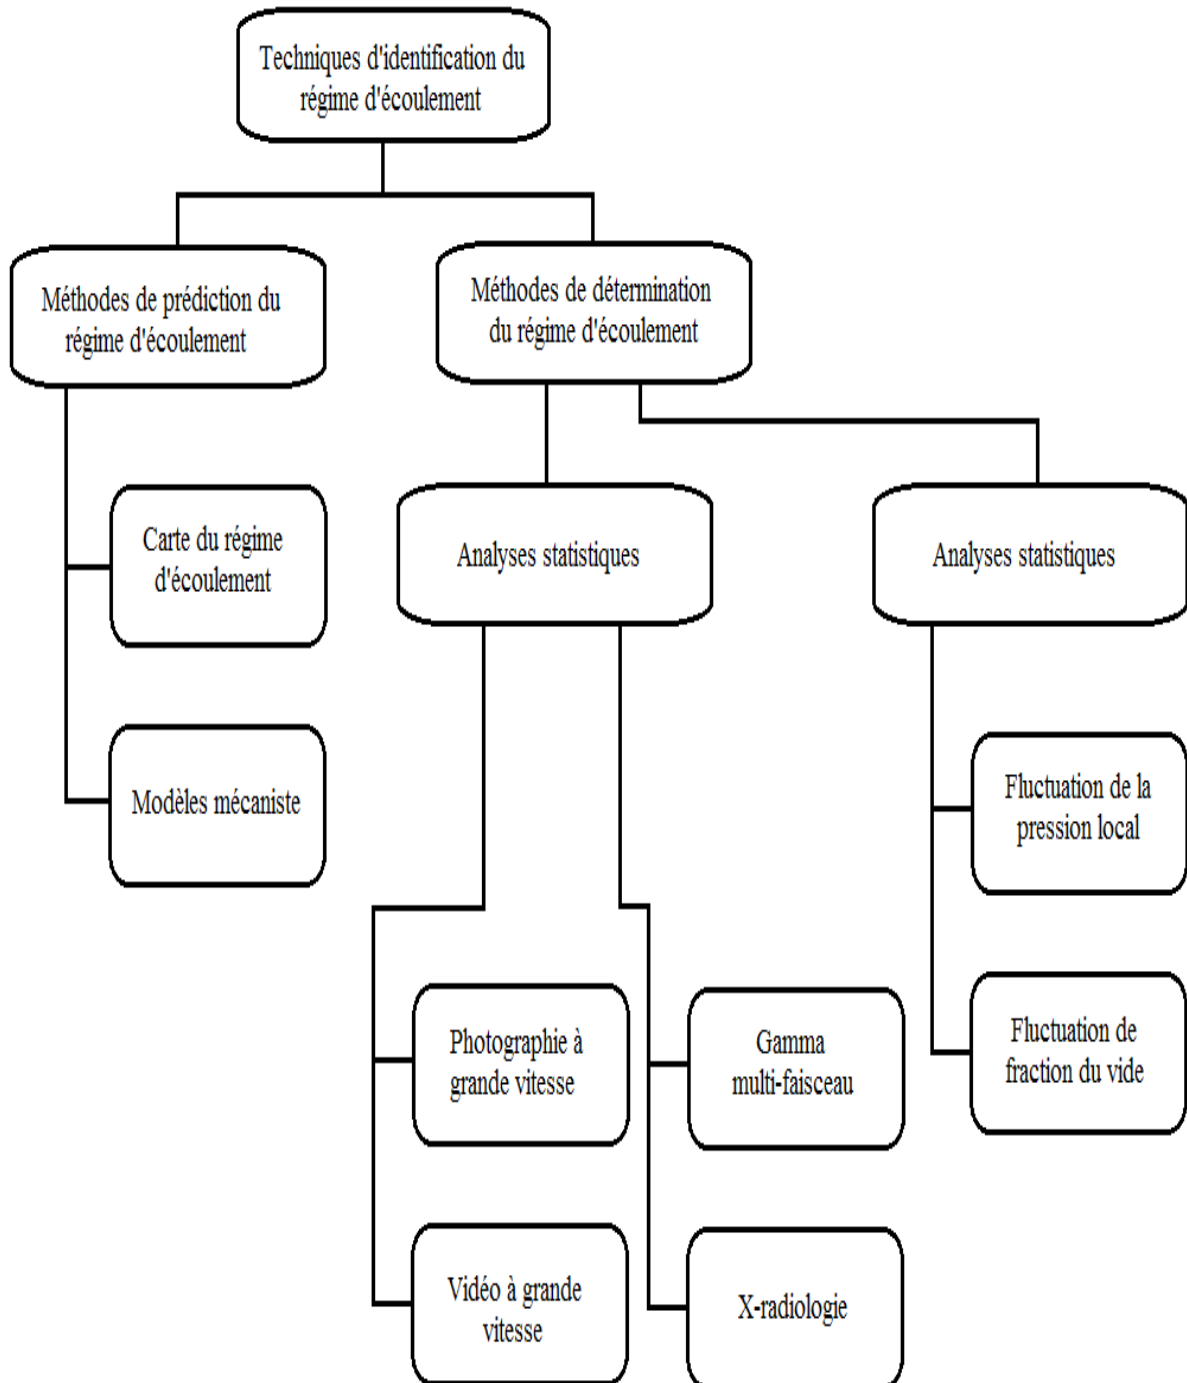 Techniques d'identification du
régime d'écoulement
Méthodes de prédiction du
régime d'écoulement
Méthodes de détermination
du régime d'écoulement
Carte du régime
d'écoulement
Modèles mécaniste
Analyses statistiques
Analyses statistiques
Photographie à
grande vitesse
Vidéo à grande
vitesse
Gamma
multi-faisceau
X-radiologie
Fluctuation de la
pression local
Fluctuation de
fraction du vide